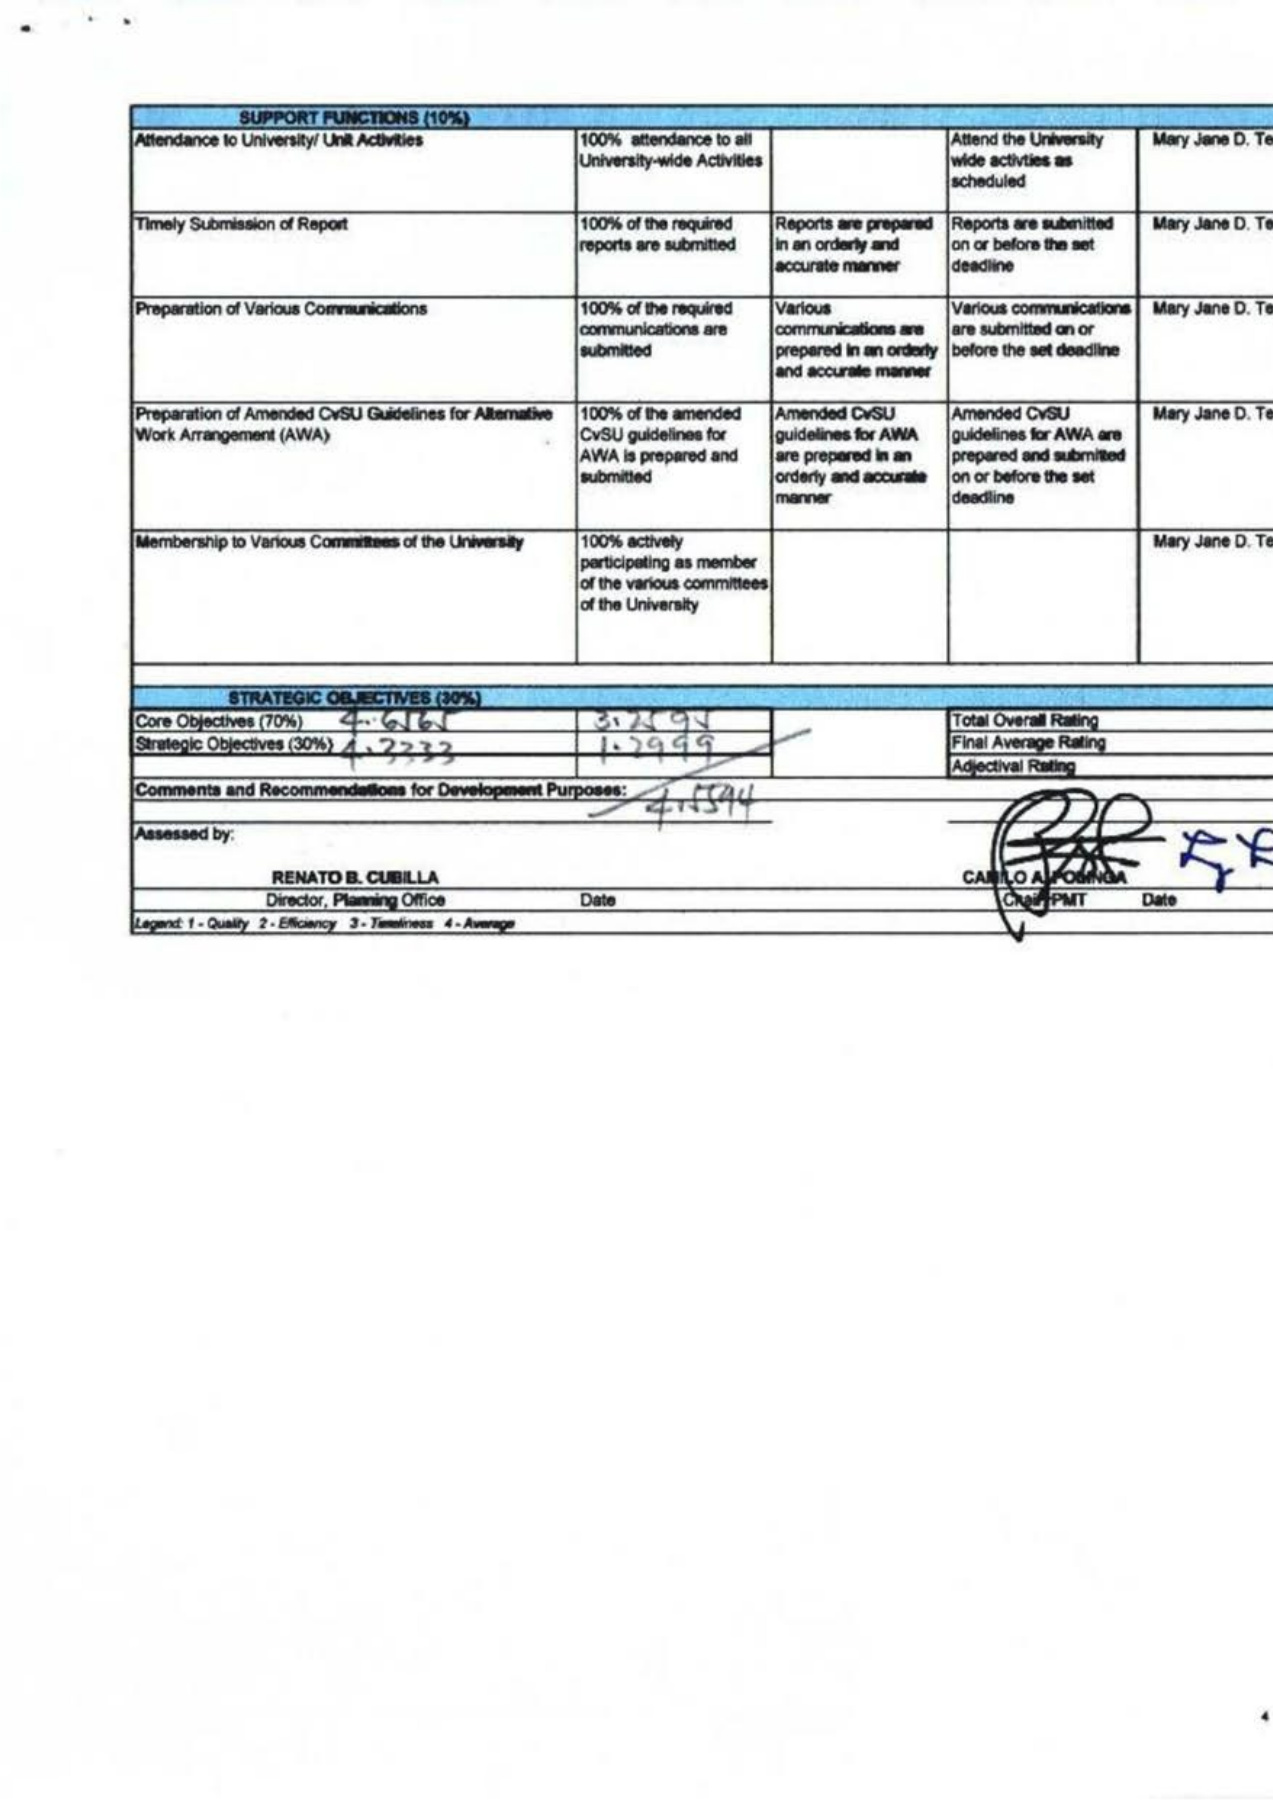 SUPPORT FUNCTIONS (10%)
Attendance to University/ Unit Activities
100% attendance to all
University-wide Activities
Attend the University
wide activties as
scheduled
Mary Jane D. Te
Timely Submission of Report
100% of the required
reports are submitted
Reports are prepared
in an orderly and
accurate manner
Reports are submitted
on or before the set
deadline
Mary Jane D. Te
Preparation of Various Communications
100% of the required
communications are
submitted
Various
communications are
prepared in an orderly
and accurate manner
Various communications
are submitted on or
before the set deadline
Mary Jane D. Te
Preparation of Amended CvSU Guidelines for Alternative
Work Arrangement (AWA)
100% of the amended
CvSU guidelines for
AWA is prepared and
submitted
Amended CvSU
guidelines for AWA
are prepared in an
orderly and accurate
manner
Amended CvSU
guidelines for AWA are
prepared and submitted
on or before the set
deadline
Mary Jane D. Te
Membership to Various Committees of the University
100% actively
participating as member
of the various committees
of the University
Mary Jane D. Te
STRATEGIC OBJECTIVES (30%)
Core Objectives (70%) 4.6565 3.2595
Total Overall Rating
Strategic Objectives (30%) 4.3333 1.2999
Final Average Rating
Adjectival Rating
Comments and Recommendations for Development Purposes:
4.5594
Assessed by:
RENATO B. CUBILLA
Director, Planning Office
Date
Chair, PMT
Date
Legend: 1 - Quality 2 - Efficiency 3 - Timeliness 4 - Average
4